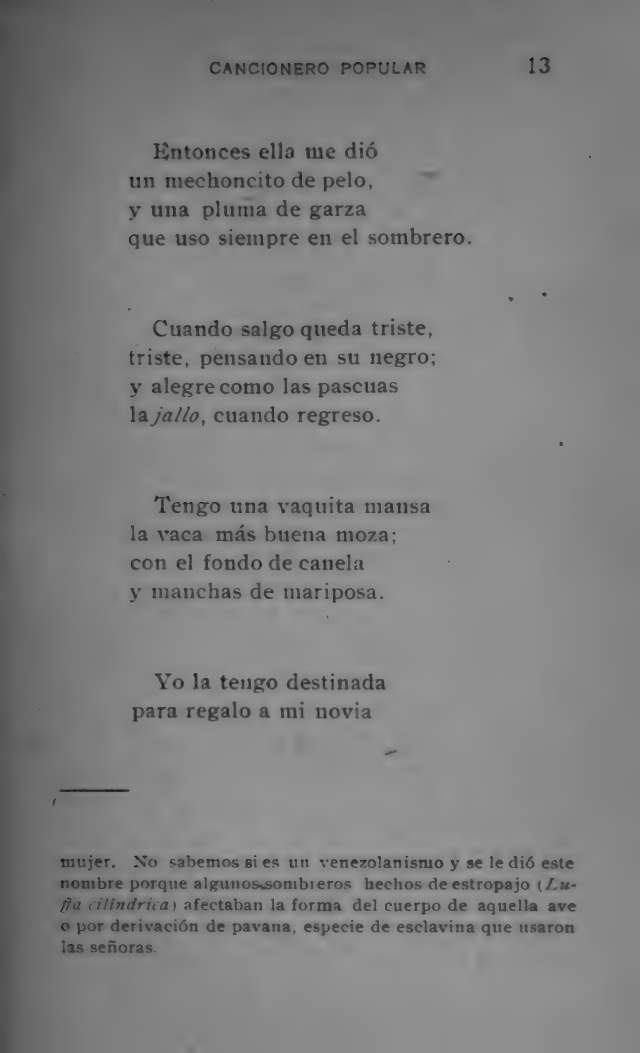 CANCIONERO POPULAR 13
Entonces ella me dió
un mechoncito de pelo,
y una pluma de garza
que uso siempre en el sombrero.
Cuando salgo queda triste,
triste, pensando en su negro;
y alegre como las pascuas
la jallo, cuando regreso.
Tengo una vaquita mansa
la vaca más buena moza;
con el fondo de canela
y manchas de mariposa.
Yo la tengo destinada
para regalo a mi novia
mujer. No sabemos si es un venezolanismo y se le dió este
nombre porque algunos sombreros hechos de estropajo (Lu-
ffa cilindrica) afectaban la forma del cuerpo de aquella ave
o por derivación de pavana, especie de esclavina que usaron
las señoras.